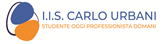 I.I.S. CARLO URBANI
STUDENTE OGGI PROFESSIONISTA DOMANI